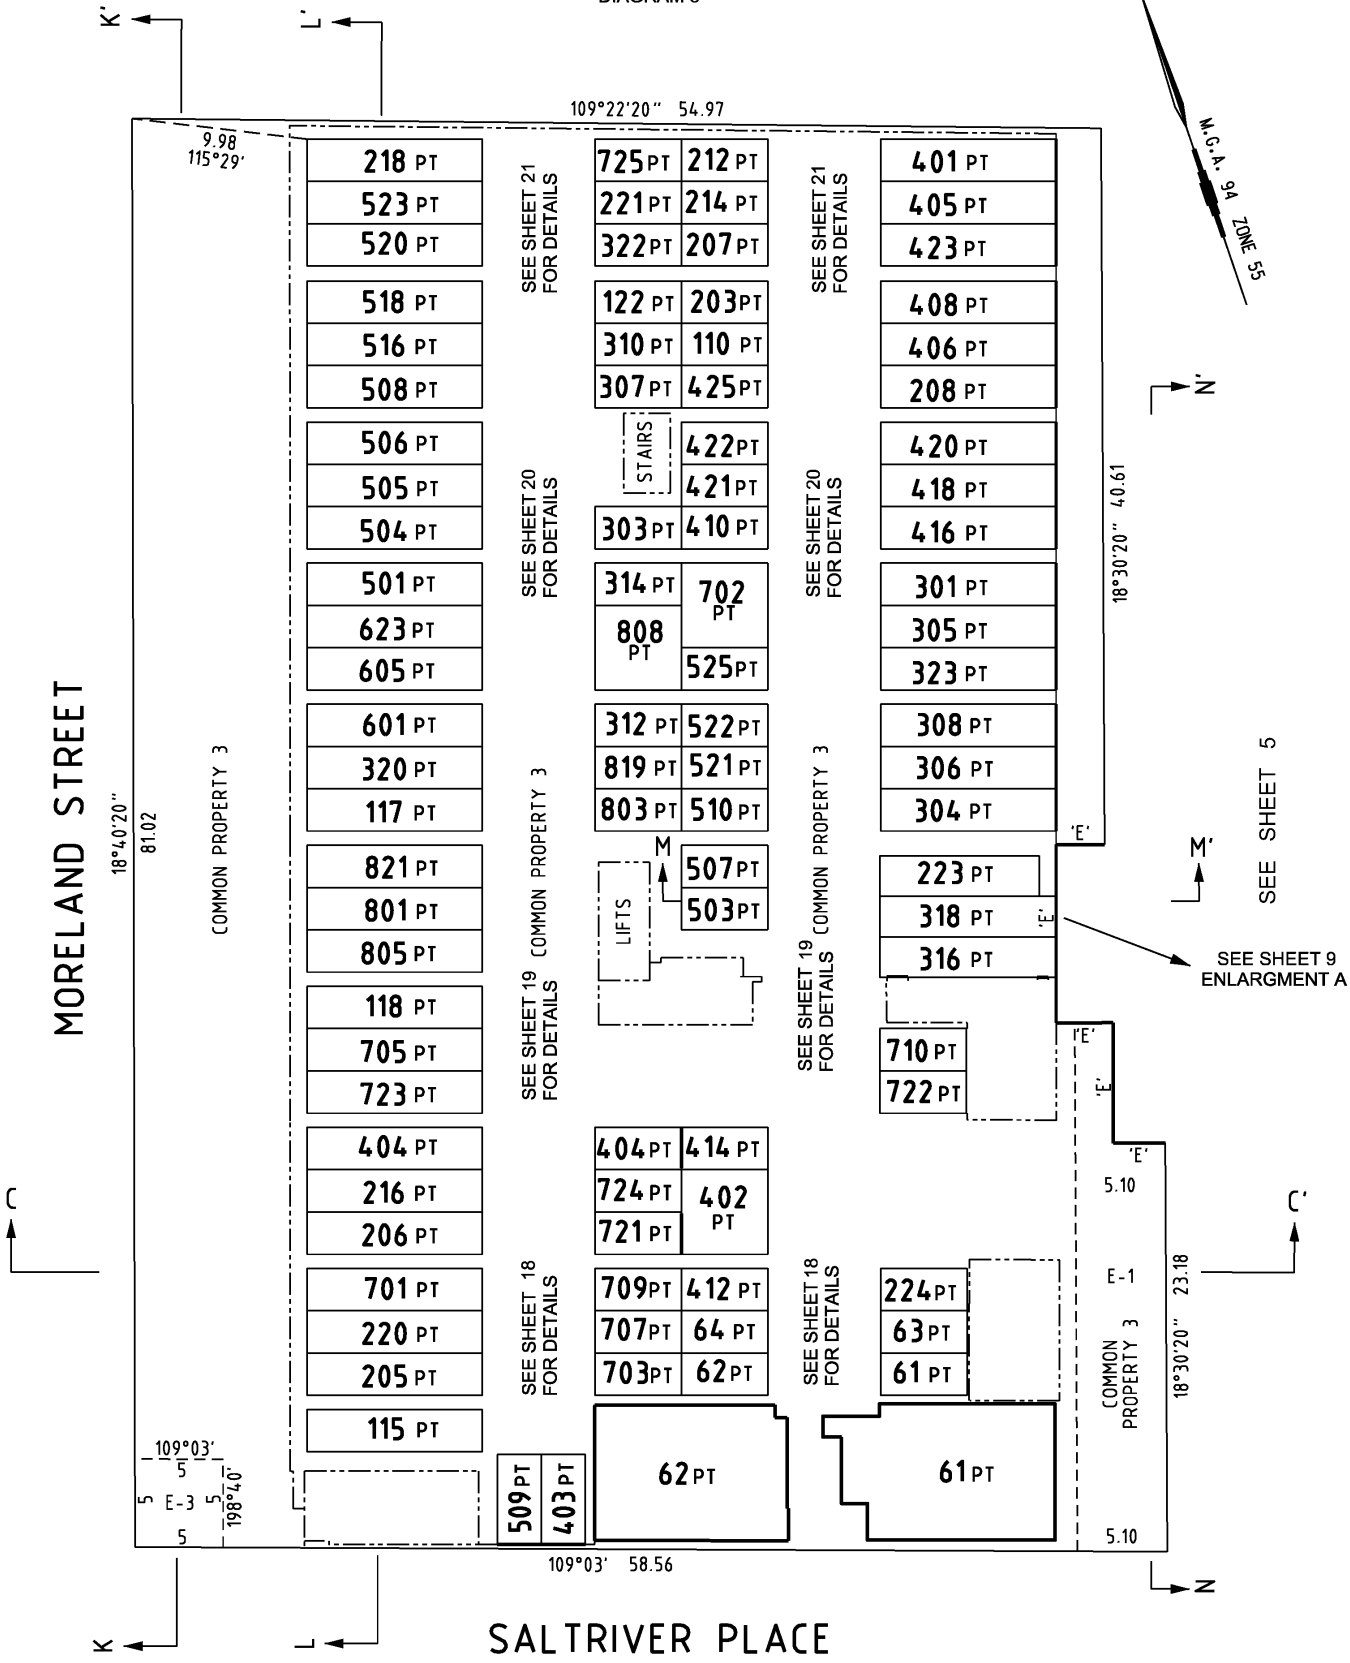 K'
L'
109°22'20" 54.97
9.98
115°29'
M.G.A. 94 ZONE 55
218 PT
523 PT
520 PT
518 PT
516 PT
508 PT
506 PT
505 PT
504 PT
501 PT
623 PT
605 PT
601 PT
320 PT
117 PT
821 PT
801 PT
805 PT
118 PT
705 PT
723 PT
404 PT
216 PT
206 PT
701 PT
220 PT
205 PT
115 PT
SEE SHEET 21
FOR DETAILS
SEE SHEET 20
FOR DETAILS
COMMON PROPERTY 3
SEE SHEET 19
FOR DETAILS
SEE SHEET 18
FOR DETAILS
725 PT 212 PT
221 PT 214 PT
322 PT 207 PT
122 PT 203 PT
310 PT 110 PT
307 PT 425 PT
STAIRS
422 PT
421 PT
303 PT 410 PT
314 PT
702
PT
808
PT
525 PT
312 PT 522 PT
819 PT 521 PT
803 PT 510 PT
M
LIFTS
507 PT
503 PT
404 PT 414 PT
724 PT
402
PT
721 PT
709 PT 412 PT
707 PT 64 PT
703 PT 62 PT
509 PT
403 PT
62 PT
SEE SHEET 21
FOR DETAILS
SEE SHEET 20
FOR DETAILS
COMMON PROPERTY 3
SEE SHEET 19
FOR DETAILS
SEE SHEET 18
FOR DETAILS
401 PT
405 PT
423 PT
408 PT
406 PT
208 PT
420 PT
418 PT
416 PT
301 PT
305 PT
323 PT
308 PT
306 PT
304 PT
223 PT
318 PT
316 PT
710 PT
722 PT
224 PT
63 PT
61 PT
61 PT
N'
18°30'20" 40.61
'E'
M'
'E'
SEE SHEET 5
SEE SHEET 9
ENLARGMENT A
'E'
'E'
'E'
5.10
C'
E-1
COMMON
PROPERTY 3
18°30'20" 23.18
5.10
N
MORELAND STREET
18°40'20"
81.02
COMMON PROPERTY 3
C
109°03'
5
5 E-3 5
198°40'
5
109°03' 58.56
K
L
SALTRIVER PLACE